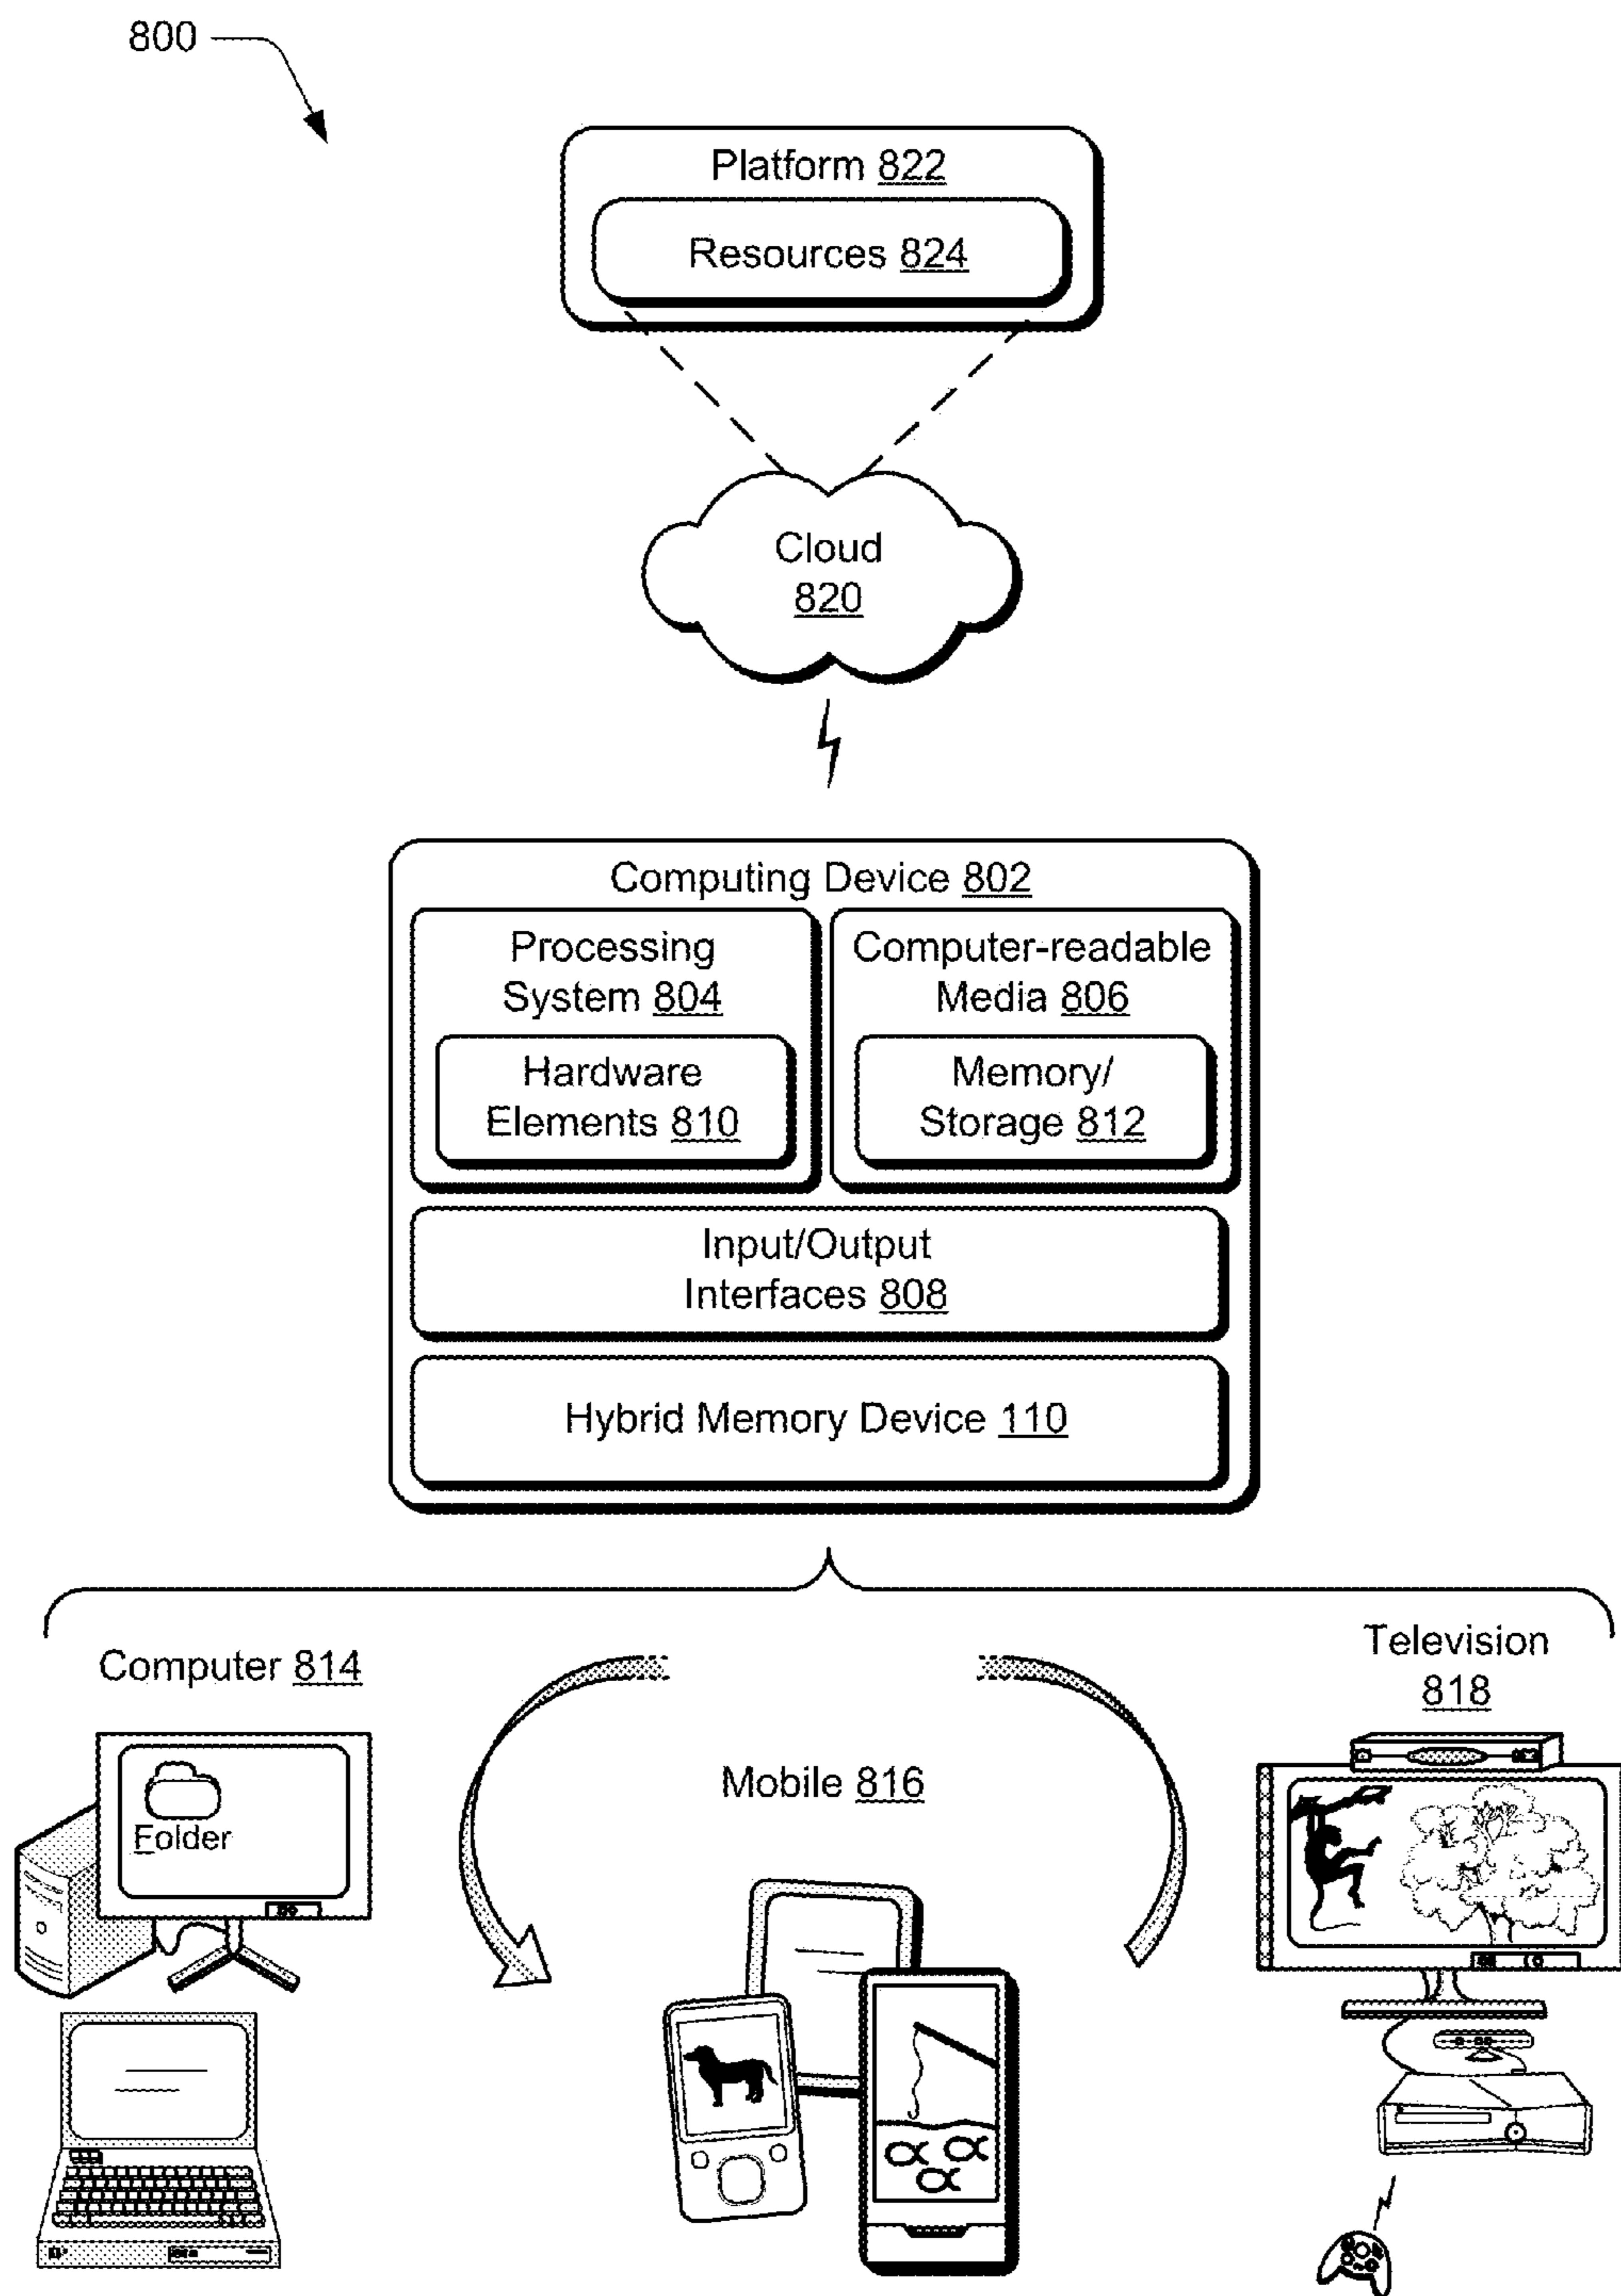 800
Platform 822
Resources 824
Cloud
820
Computing Device 802
Processing
System 804
Hardware
Elements 810
Computer-readable
Media 806
Memory/
Storage 812
Input/Output
Interfaces 808
Hybrid Memory Device 110
Computer 814
Folder
Mobile 816
Television
818